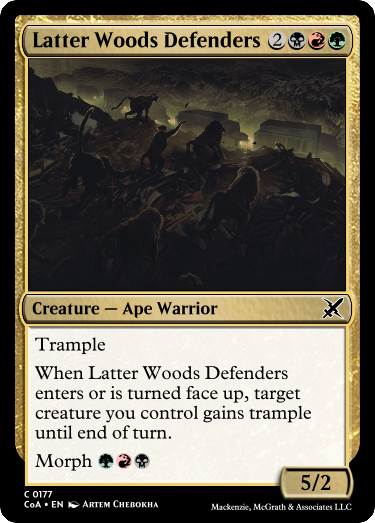 Latter Woods Defenders 2
Creature — Ape Warrior
Trample
When Latter Woods Defenders
enters or is turned face up, target
creature you control gains trample
until end of turn.
Morph
5/2
C 0177
CoA • EN Artem Chebokha
Mackenzie, McGrath & Associates LLC